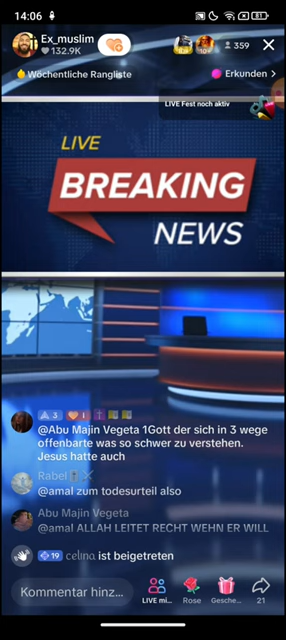 14:06
81
Ex_muslim
132.9K
359
Wöchentliche Rangliste
Erkunden >
LIVE Fest noch aktiv
LIVE
BREAKING
NEWS
3
@Abu Majin Vegeta 1Gott der sich in 3 wege
offenbarte was so schwer zu verstehen.
Jesus hatte auch
Rabel
@amal zum todesurteil also
Abu Majin Vegeta
@amal ALLAH LEITET RECHT WEHN ER WILL
19 celina ist beigetreten
Kommentar hinz...
LIVE mi...
Rose
Gesche...
21